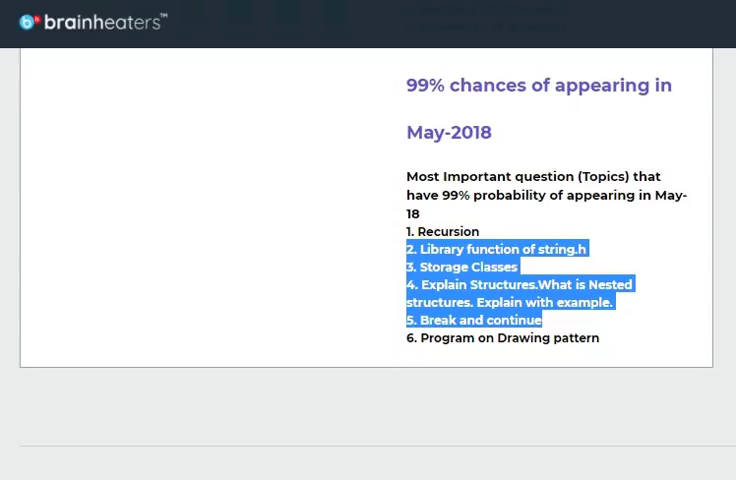 brainheaters™
99% chances of appearing in
May-2018
Most Important question (Topics) that
have 99% probability of appearing in May-
18
1. Recursion
2. Library function of string.h
3. Storage Classes
4. Explain Structures.What is Nested
structures. Explain with example.
5. Break and continue
6. Program on Drawing pattern